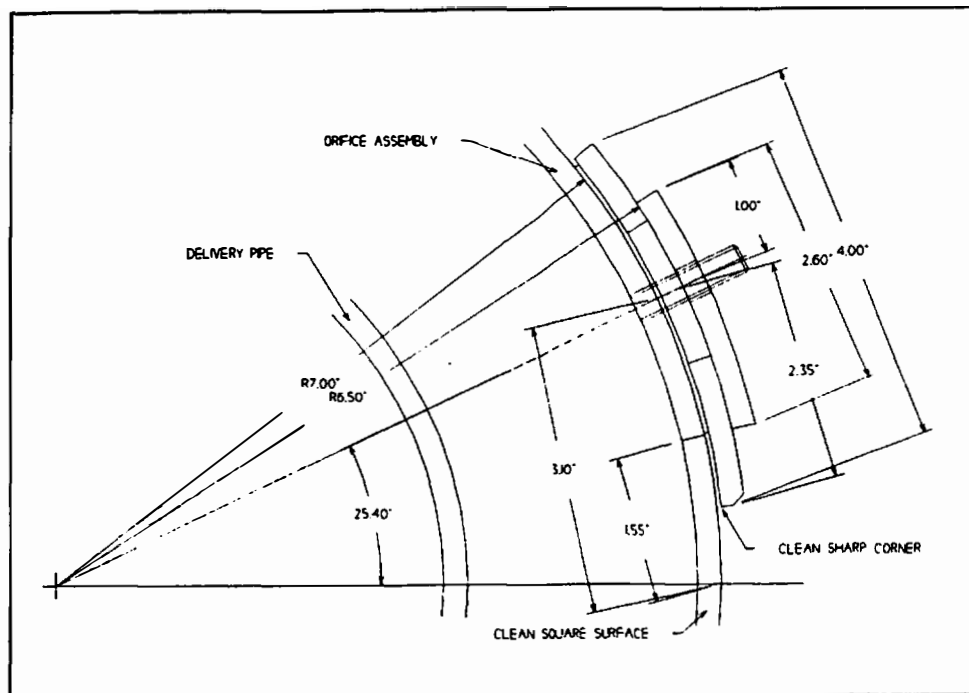 ORIFICE ASSEMBLY
DELIVERY PIPE
1.00"
2.60"
4.00"
R7.00"
R6.50"
2.35"
3.10"
25.40°
1.55"
CLEAN SHARP CORNER
CLEAN SQUARE SURFACE